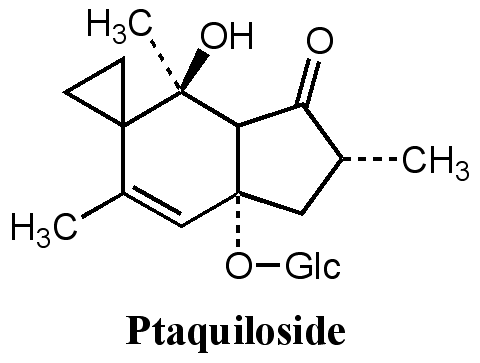 H₃C
OH
O
CH₃
H₃C
O–Glc
Ptaquiloside